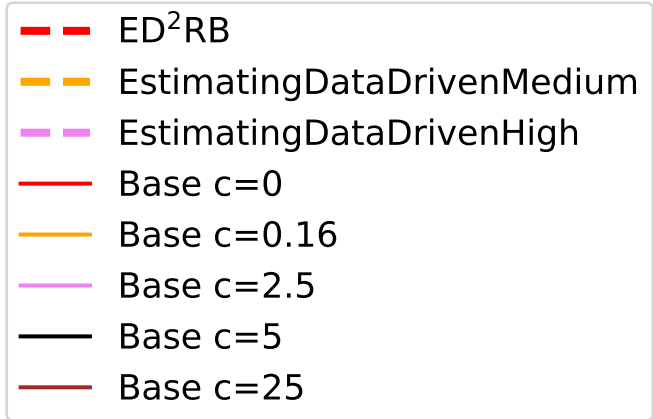 ED²RB
EstimatingDataDrivenMedium
EstimatingDataDrivenHigh
Base c=0
Base c=0.16
Base c=2.5
Base c=5
Base c=25